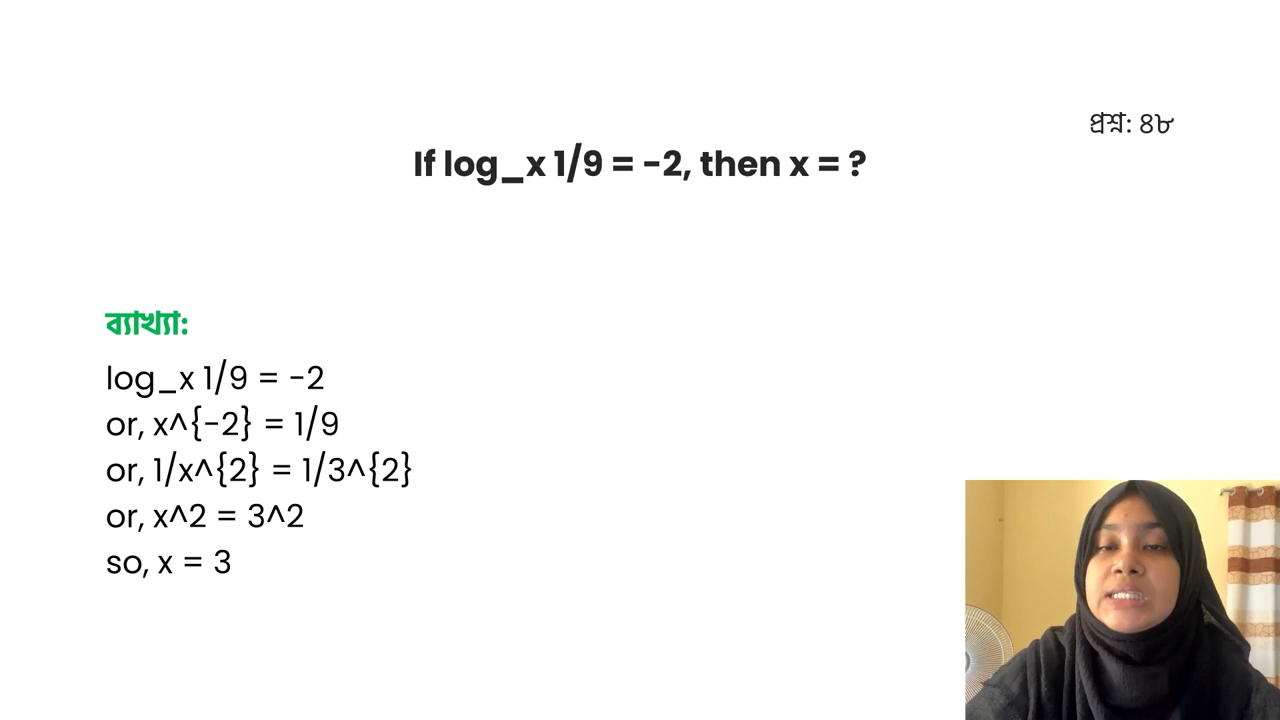 প্রশ্ন: ৪৮
If log_x 1/9 = -2, then x = ?
ব্যাখ্যা:
log_x 1/9 = -2
or, x^{-2} = 1/9
or, 1/x^{2} = 1/3^{2}
or, x^2 = 3^2
so, x = 3